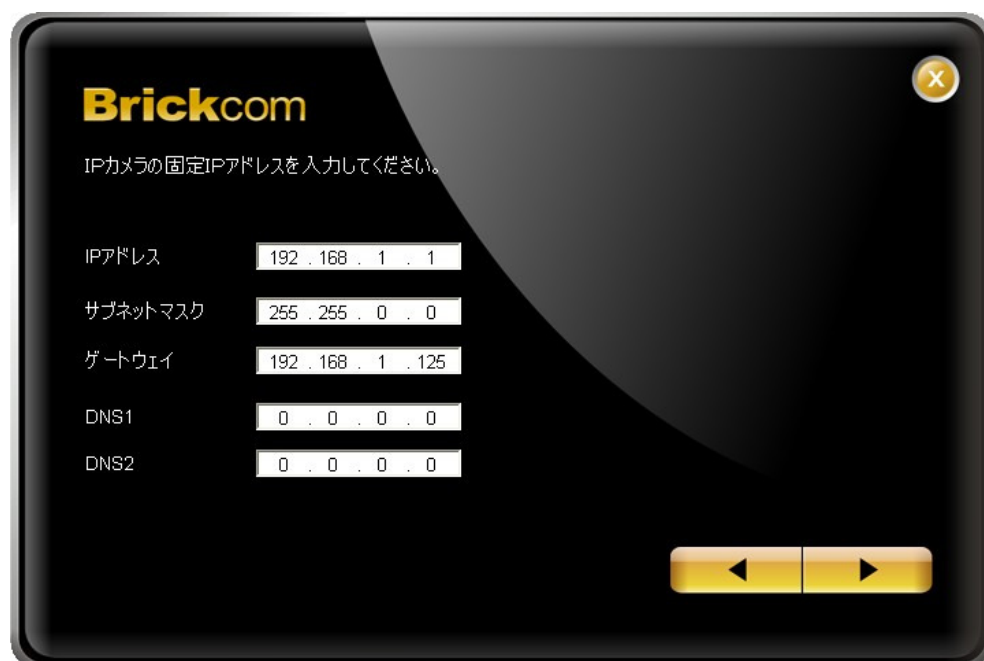 Brickcom
X
IPカメラの固定IPアドレスを入力してください。
IPアドレス 192 . 168 . 1 . 1
サブネットマスク 255 . 255 . 0 . 0
ゲートウェイ 192 . 168 . 1 . 125
DNS1 0 . 0 . 0 . 0
DNS2 0 . 0 . 0 . 0